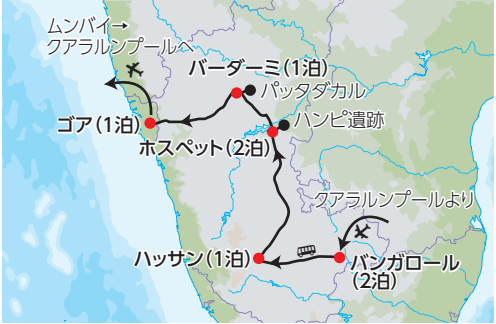 ムンバイ→
クアラルンプールへ
バーダーミ(1泊)
パッタダカル
ゴア(1泊)
ハンピ遺跡
ホスペット(2泊)
クアラルンプールより
ハッサン(1泊)
バンガロール
(2泊)